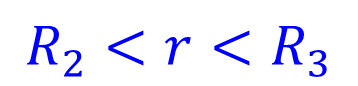 R₂ < r < R₃